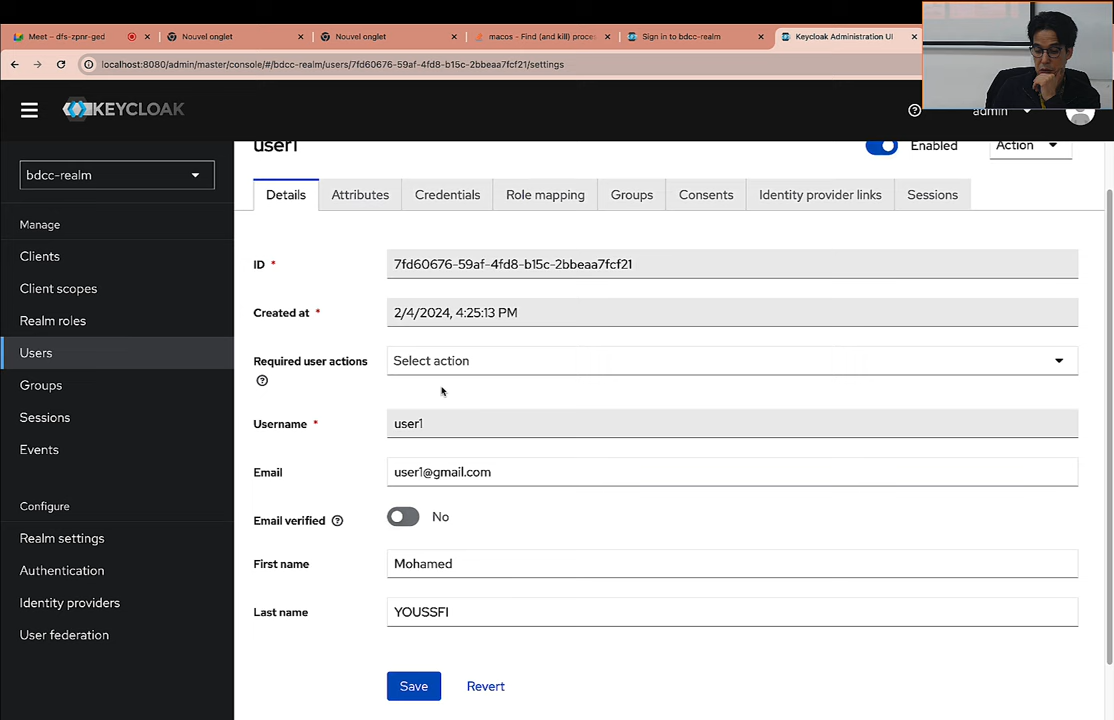 Meet – dfs-zpnr-ged
Nouvel onglet
Nouvel onglet
macos - Find (and kill) proces
Sign in to bdcc-realm
Keycloak Administration UI
localhost:8080/admin/master/console/#/bdcc-realm/users/7fd60676-59af-4fd8-b15c-2bbeaa7fcf21/settings
KEYCLOAK
admin
bdcc-realm
Manage
Clients
Client scopes
Realm roles
Users
Groups
Sessions
Events
Configure
Realm settings
Authentication
Identity providers
User federation
user1
Enabled
Action
Details
Attributes
Credentials
Role mapping
Groups
Consents
Identity provider links
Sessions
ID *
7fd60676-59af-4fd8-b15c-2bbeaa7fcf21
Created at *
2/4/2024, 4:25:13 PM
Required user actions
Select action
Username *
user1
Email
user1@gmail.com
Email verified
No
First name
Mohamed
Last name
YOUSSFI
Save
Revert